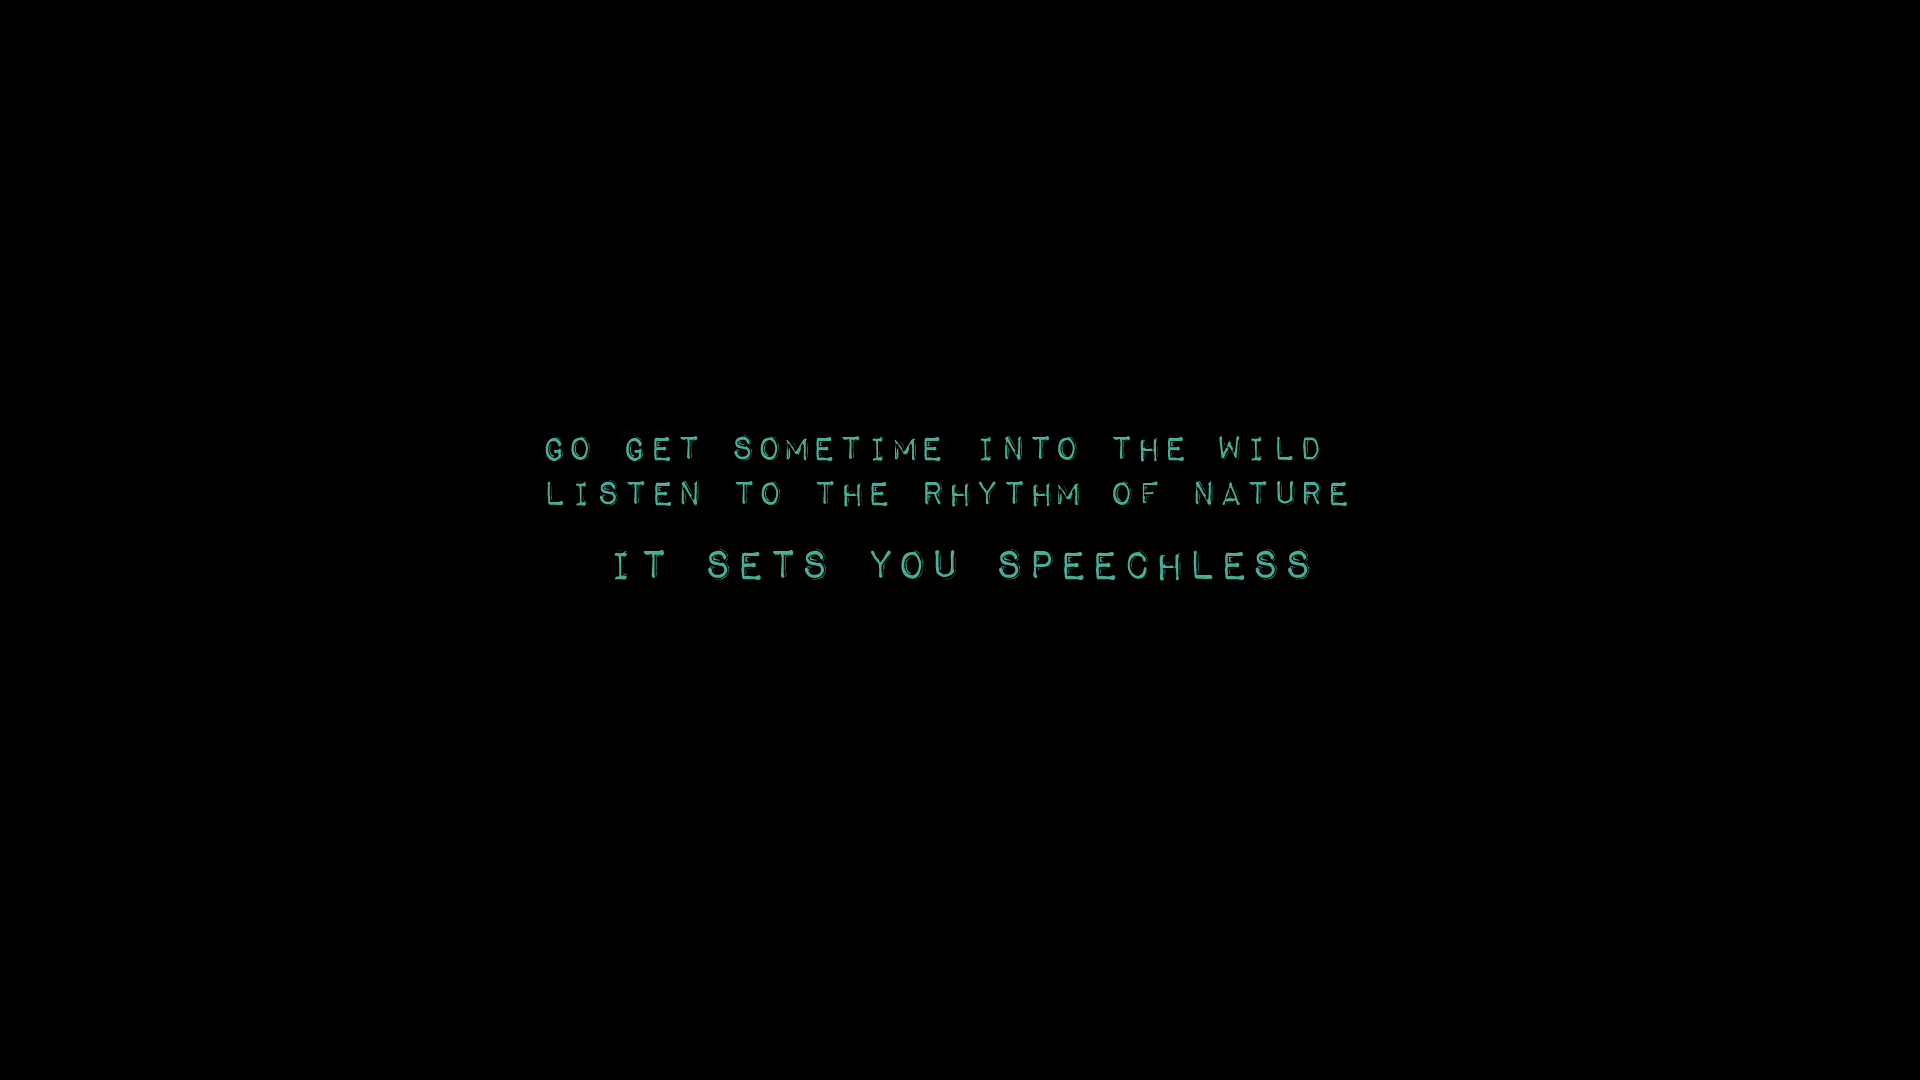 GO GET SOMETIME INTO THE WILD
LISTEN TO THE RHYTHM OF NATURE
IT SETS YOU SPEECHLESS